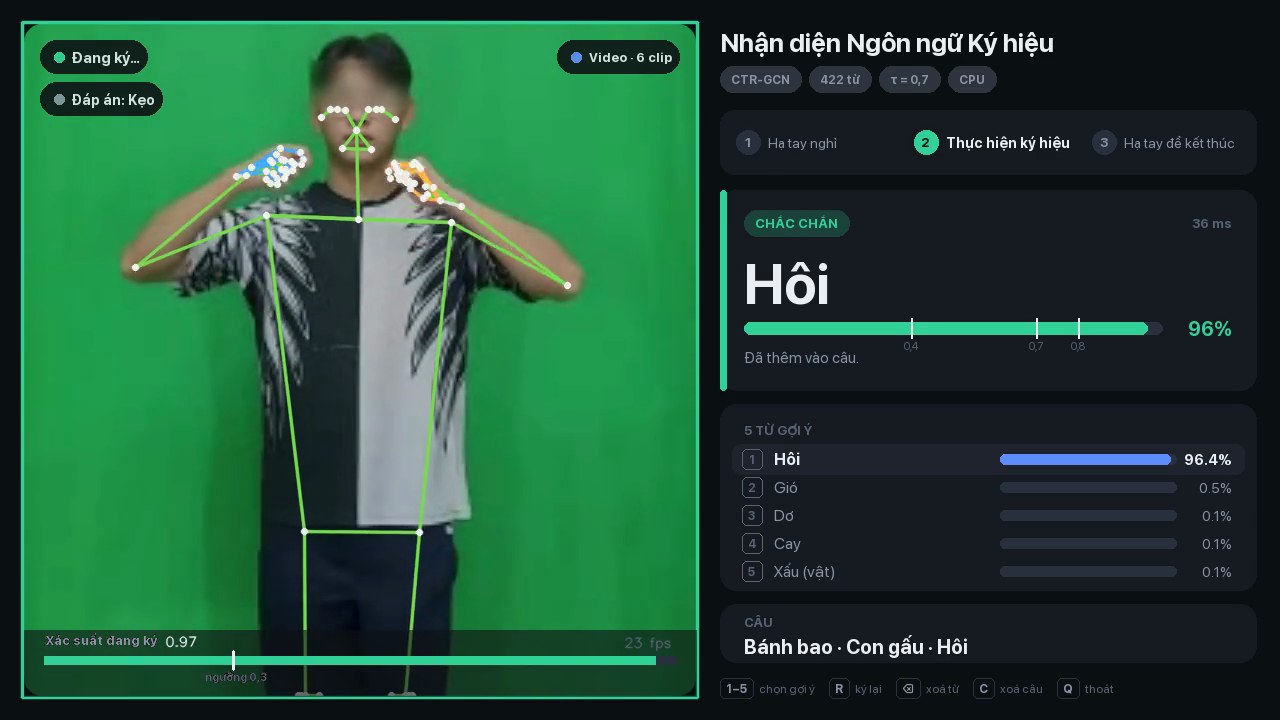 Đang ký...
Video · 6 clip
Đáp án: Kẹo
Xác suất đang ký 0.97
23 fps
ngưỡng 0,3
Nhận diện Ngôn ngữ Ký hiệu
CTR-GCN
422 từ
τ = 0,7
CPU
1 Hạ tay nghỉ
2 Thực hiện ký hiệu
3 Hạ tay để kết thúc
CHẮC CHẮN
36 ms
Hôi
96%
0,4
0,7
0,8
Đã thêm vào câu.
5 TỪ GỢI Ý
1 Hôi 96.4%
2 Gió 0.5%
3 Dơ 0.1%
4 Cay 0.1%
5 Xấu (vật) 0.1%
CÂU
Bánh bao · Con gấu · Hôi
1–5 chọn gợi ý R ký lại ⌫ xoá từ C xoá câu Q thoát